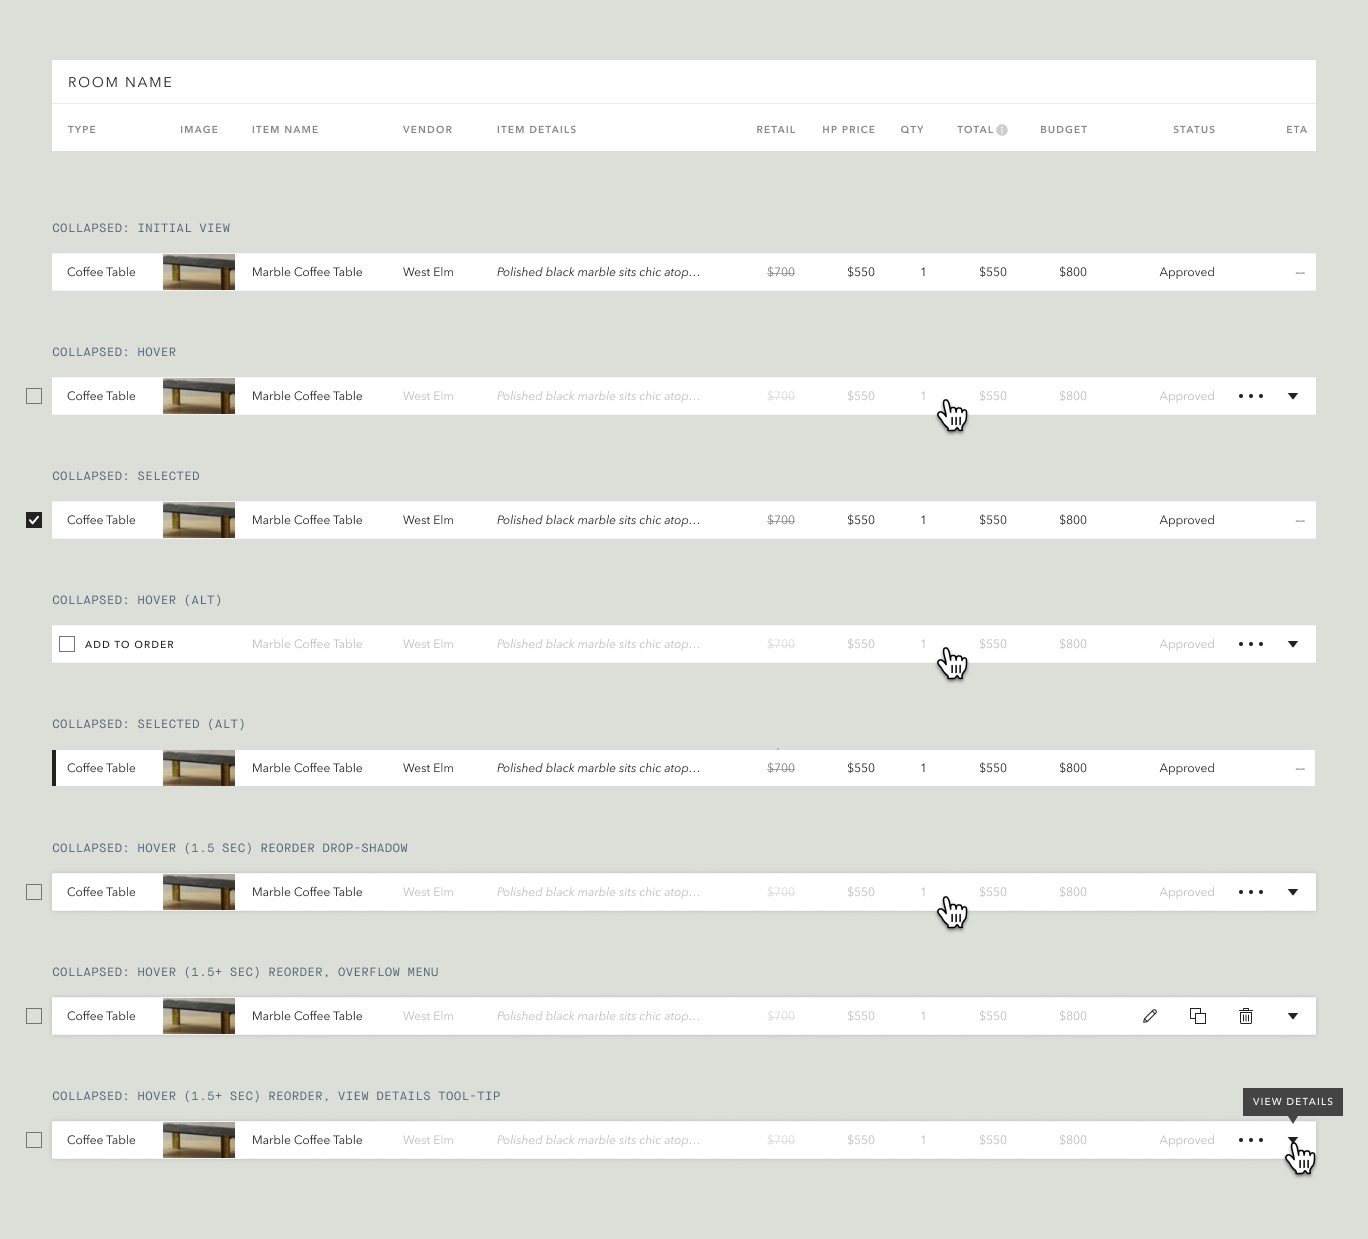 ROOM NAME
TYPE IMAGE ITEM NAME VENDOR ITEM DETAILS RETAIL HP PRICE QTY TOTAL ! BUDGET STATUS ETA
COLLAPSED: INITIAL VIEW
Coffee Table Marble Coffee Table West Elm Polished black marble sits chic atop... $700 $550 1 $550 $800 Approved —
COLLAPSED: HOVER
Coffee Table Marble Coffee Table West Elm Polished black marble sits chic atop... $700 $550 1 $550 $800 Approved
COLLAPSED: SELECTED
Coffee Table Marble Coffee Table West Elm Polished black marble sits chic atop... $700 $550 1 $550 $800 Approved —
COLLAPSED: HOVER (ALT)
ADD TO ORDER Marble Coffee Table West Elm Polished black marble sits chic atop... $700 $550 1 $550 $800 Approved
COLLAPSED: SELECTED (ALT)
Coffee Table Marble Coffee Table West Elm Polished black marble sits chic atop... $700 $550 1 $550 $800 Approved —
COLLAPSED: HOVER (1.5 SEC) REORDER DROP-SHADOW
Coffee Table Marble Coffee Table West Elm Polished black marble sits chic atop... $700 $550 1 $550 $800 Approved
COLLAPSED: HOVER (1.5+ SEC) REORDER, OVERFLOW MENU
Coffee Table Marble Coffee Table West Elm Polished black marble sits chic atop... $700 $550 1 $550 $800
COLLAPSED: HOVER (1.5+ SEC) REORDER, VIEW DETAILS TOOL-TIP
VIEW DETAILS
Coffee Table Marble Coffee Table West Elm Polished black marble sits chic atop... $700 $550 1 $550 $800 Approved